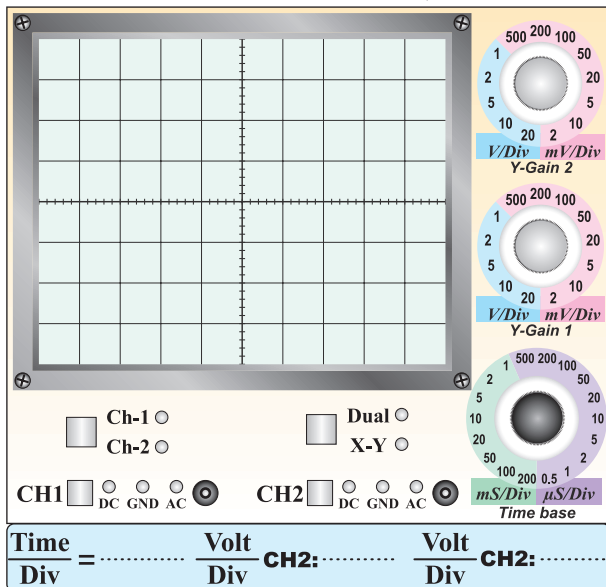 500 200 100
1 50
2 20
5 10
10 5
20 2
V/Div mV/Div
Y-Gain 2
500 200 100
1 50
2 20
5 10
10 5
20 2
V/Div mV/Div
Y-Gain 1
500 200 100
1 50
2 20
5 10
10 5
20 2
50 1
100 200 0.5
mS/Div µS/Div
Time base
Ch-1
Ch-2
Dual
X-Y
CH1 DC GND AC
CH2 DC GND AC
Time/Div = ............ Volt/Div CH2: ............ Volt/Div CH2: ............